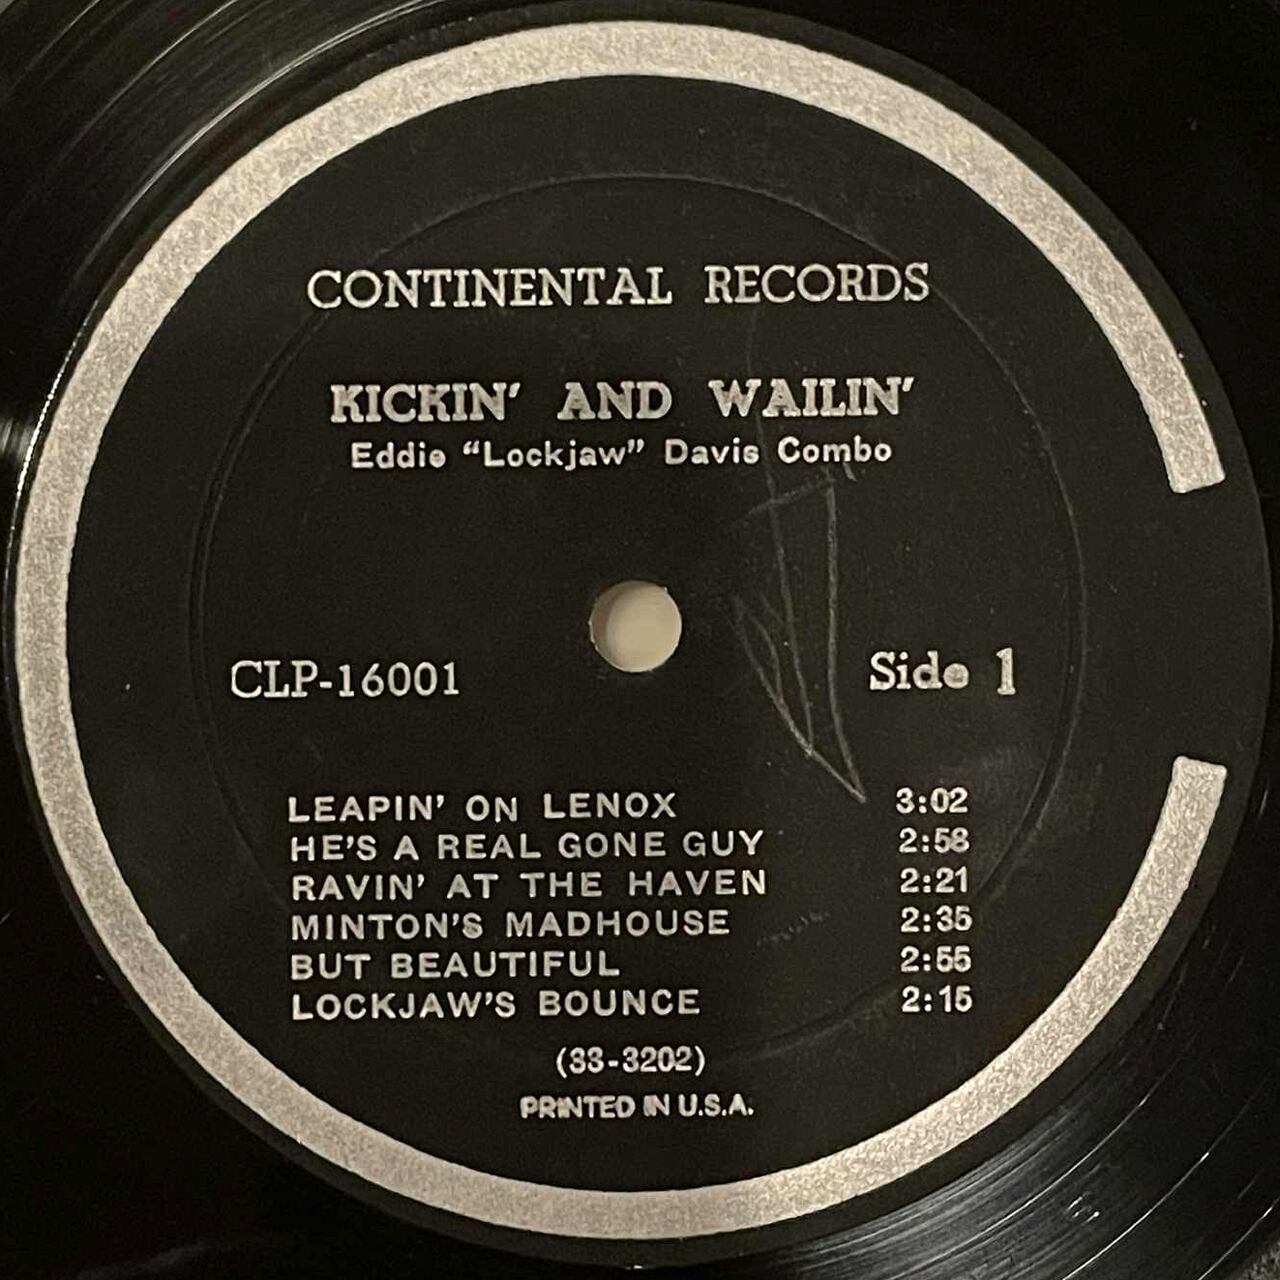 CONTINENTAL RECORDS
KICKIN' AND WAILIN'
Eddie "Lockjaw" Davis Combo
CLP-16001 Side 1
LEAPIN' ON LENOX 3:02
HE'S A REAL GONE GUY 2:58
RAVIN' AT THE HAVEN 2:21
MINTON'S MADHOUSE 2:35
BUT BEAUTIFUL 2:55
LOCKJAW'S BOUNCE 2:15
(33-3202)
PRINTED IN U.S.A.